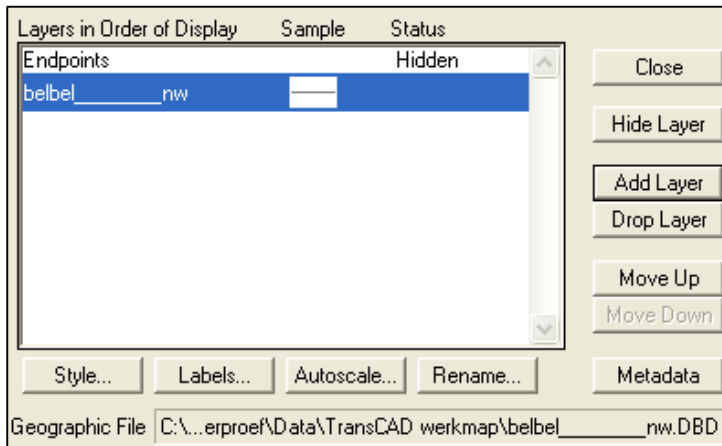 Layers in Order of Display Sample Status
Endpoints Hidden
belbel________nw
Close
Hide Layer
Add Layer
Drop Layer
Move Up
Move Down
Style... Labels... Autoscale... Rename... Metadata
Geographic File C:\...erproef\Data\TransCAD werkmap\belbel________nw.DBD